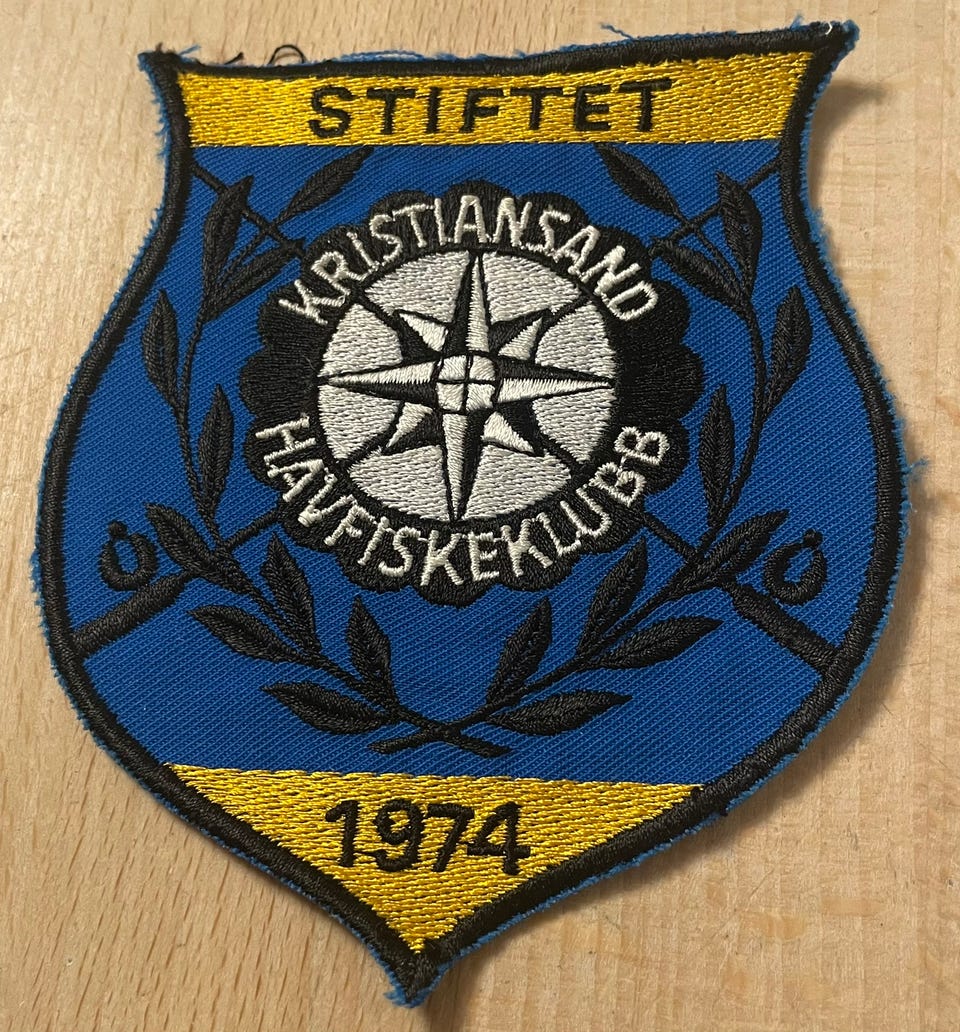 STIFTET
KRISTIANSAND
HAVFISKEKLUBB
1974